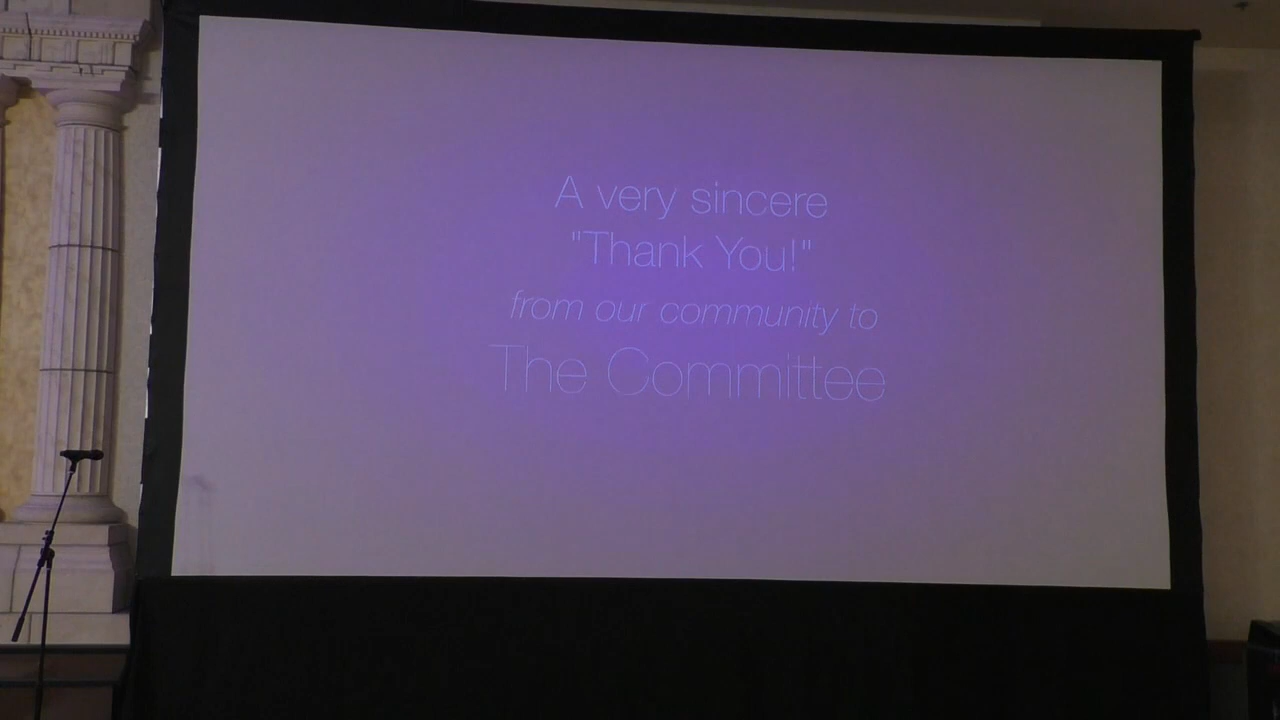 A very sincere
"Thank You!"
from our community to
The Committee